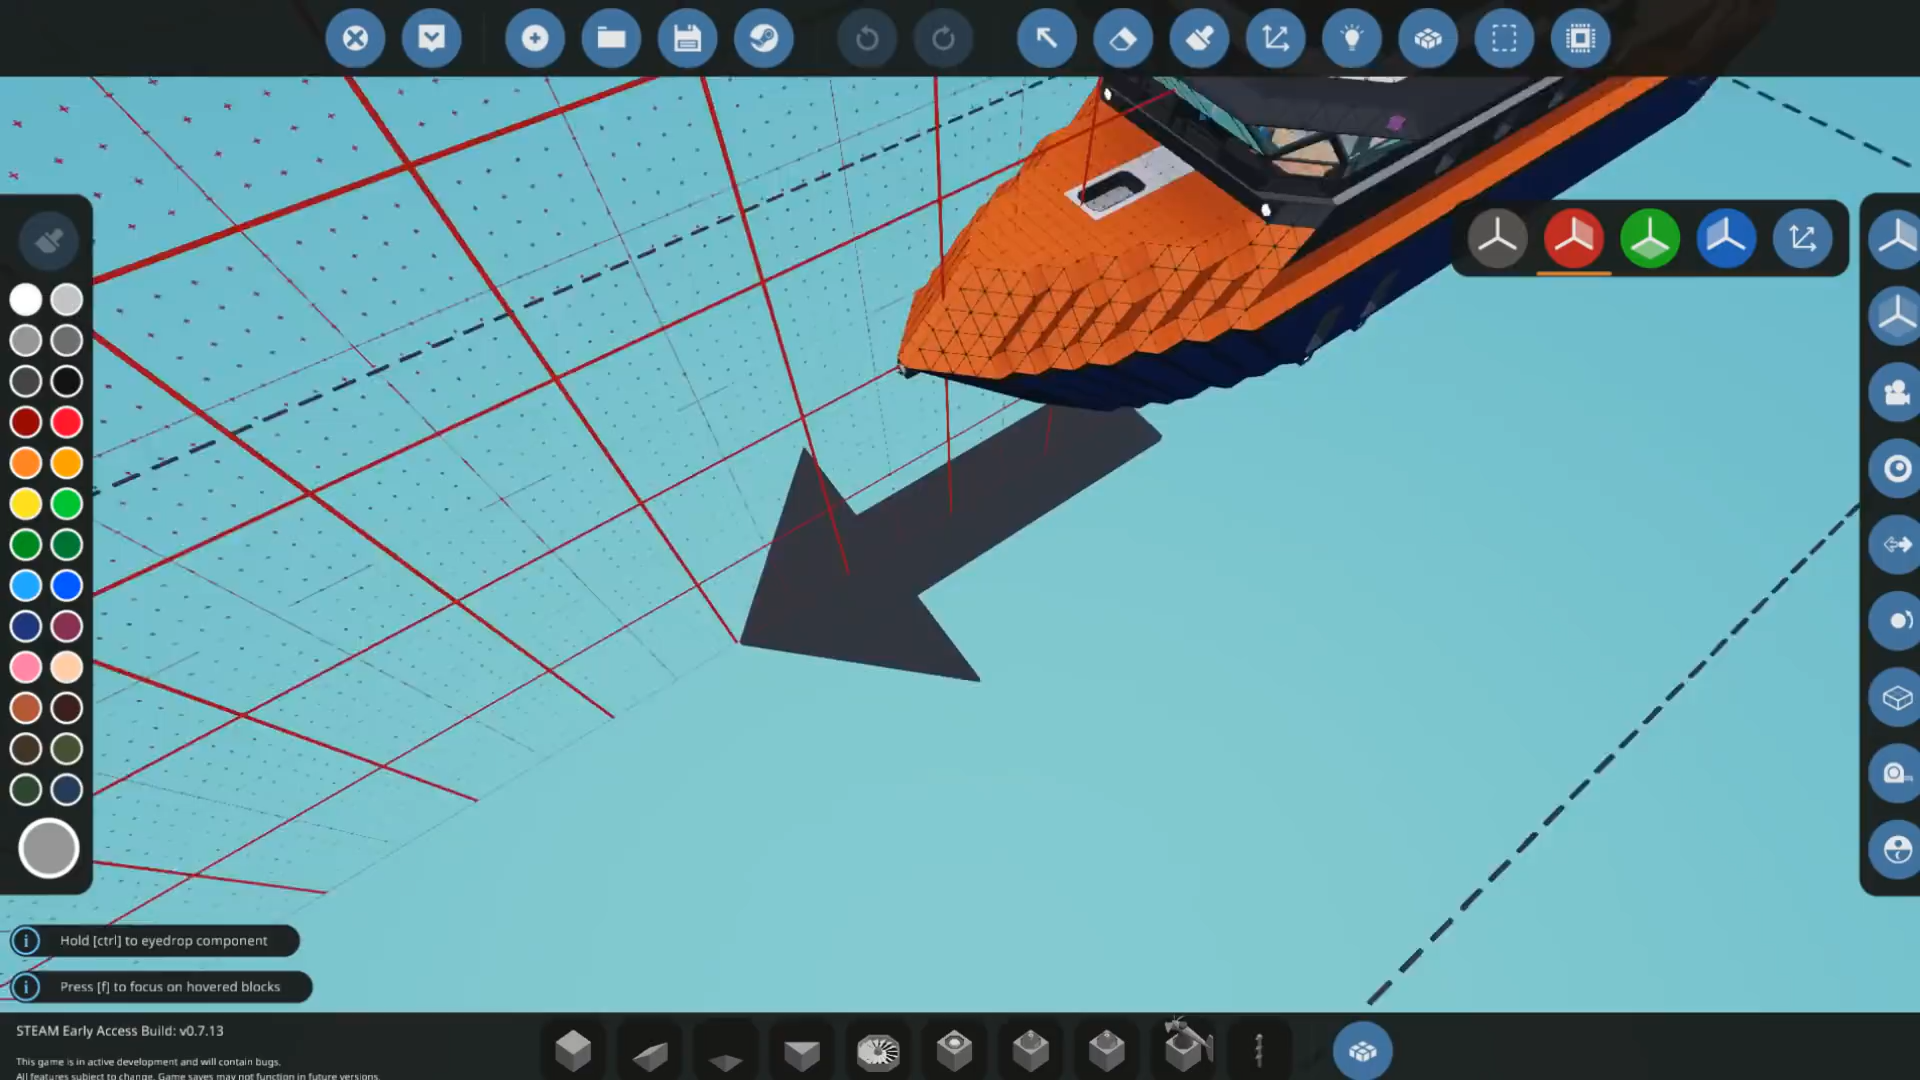 Hold [ctrl] to eyedrop component
Press [f] to focus on hovered blocks
STEAM Early Access Build: v0.7.13
This game is in active development and will contain bugs.
All features subject to change. Game saves may not function in future versions.